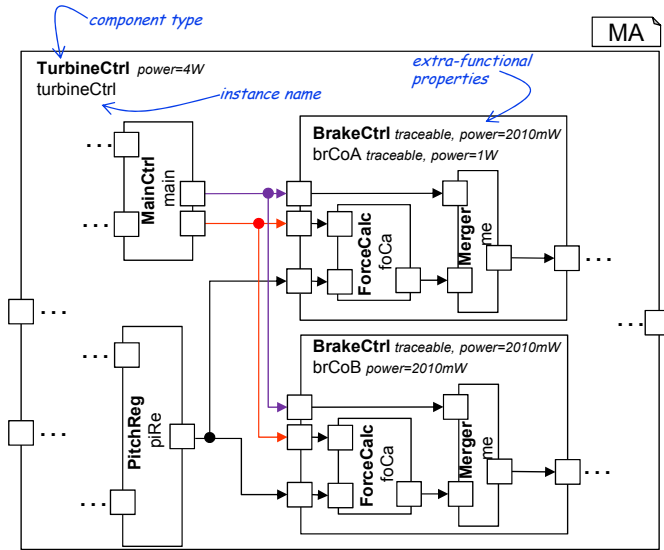 component type
MA
TurbineCtrl power=4W
turbineCtrl
instance name
extra-functional
properties
BrakeCtrl traceable, power=2010mW
brCoA traceable, power=1W
MainCtrl
main
ForceCalc
foCa
Merger
me
...
...
...
...
...
...
...
...
...
PitchReg
piRe
BrakeCtrl traceable, power=2010mW
brCoB power=2010mW
ForceCalc
foCa
Merger
me